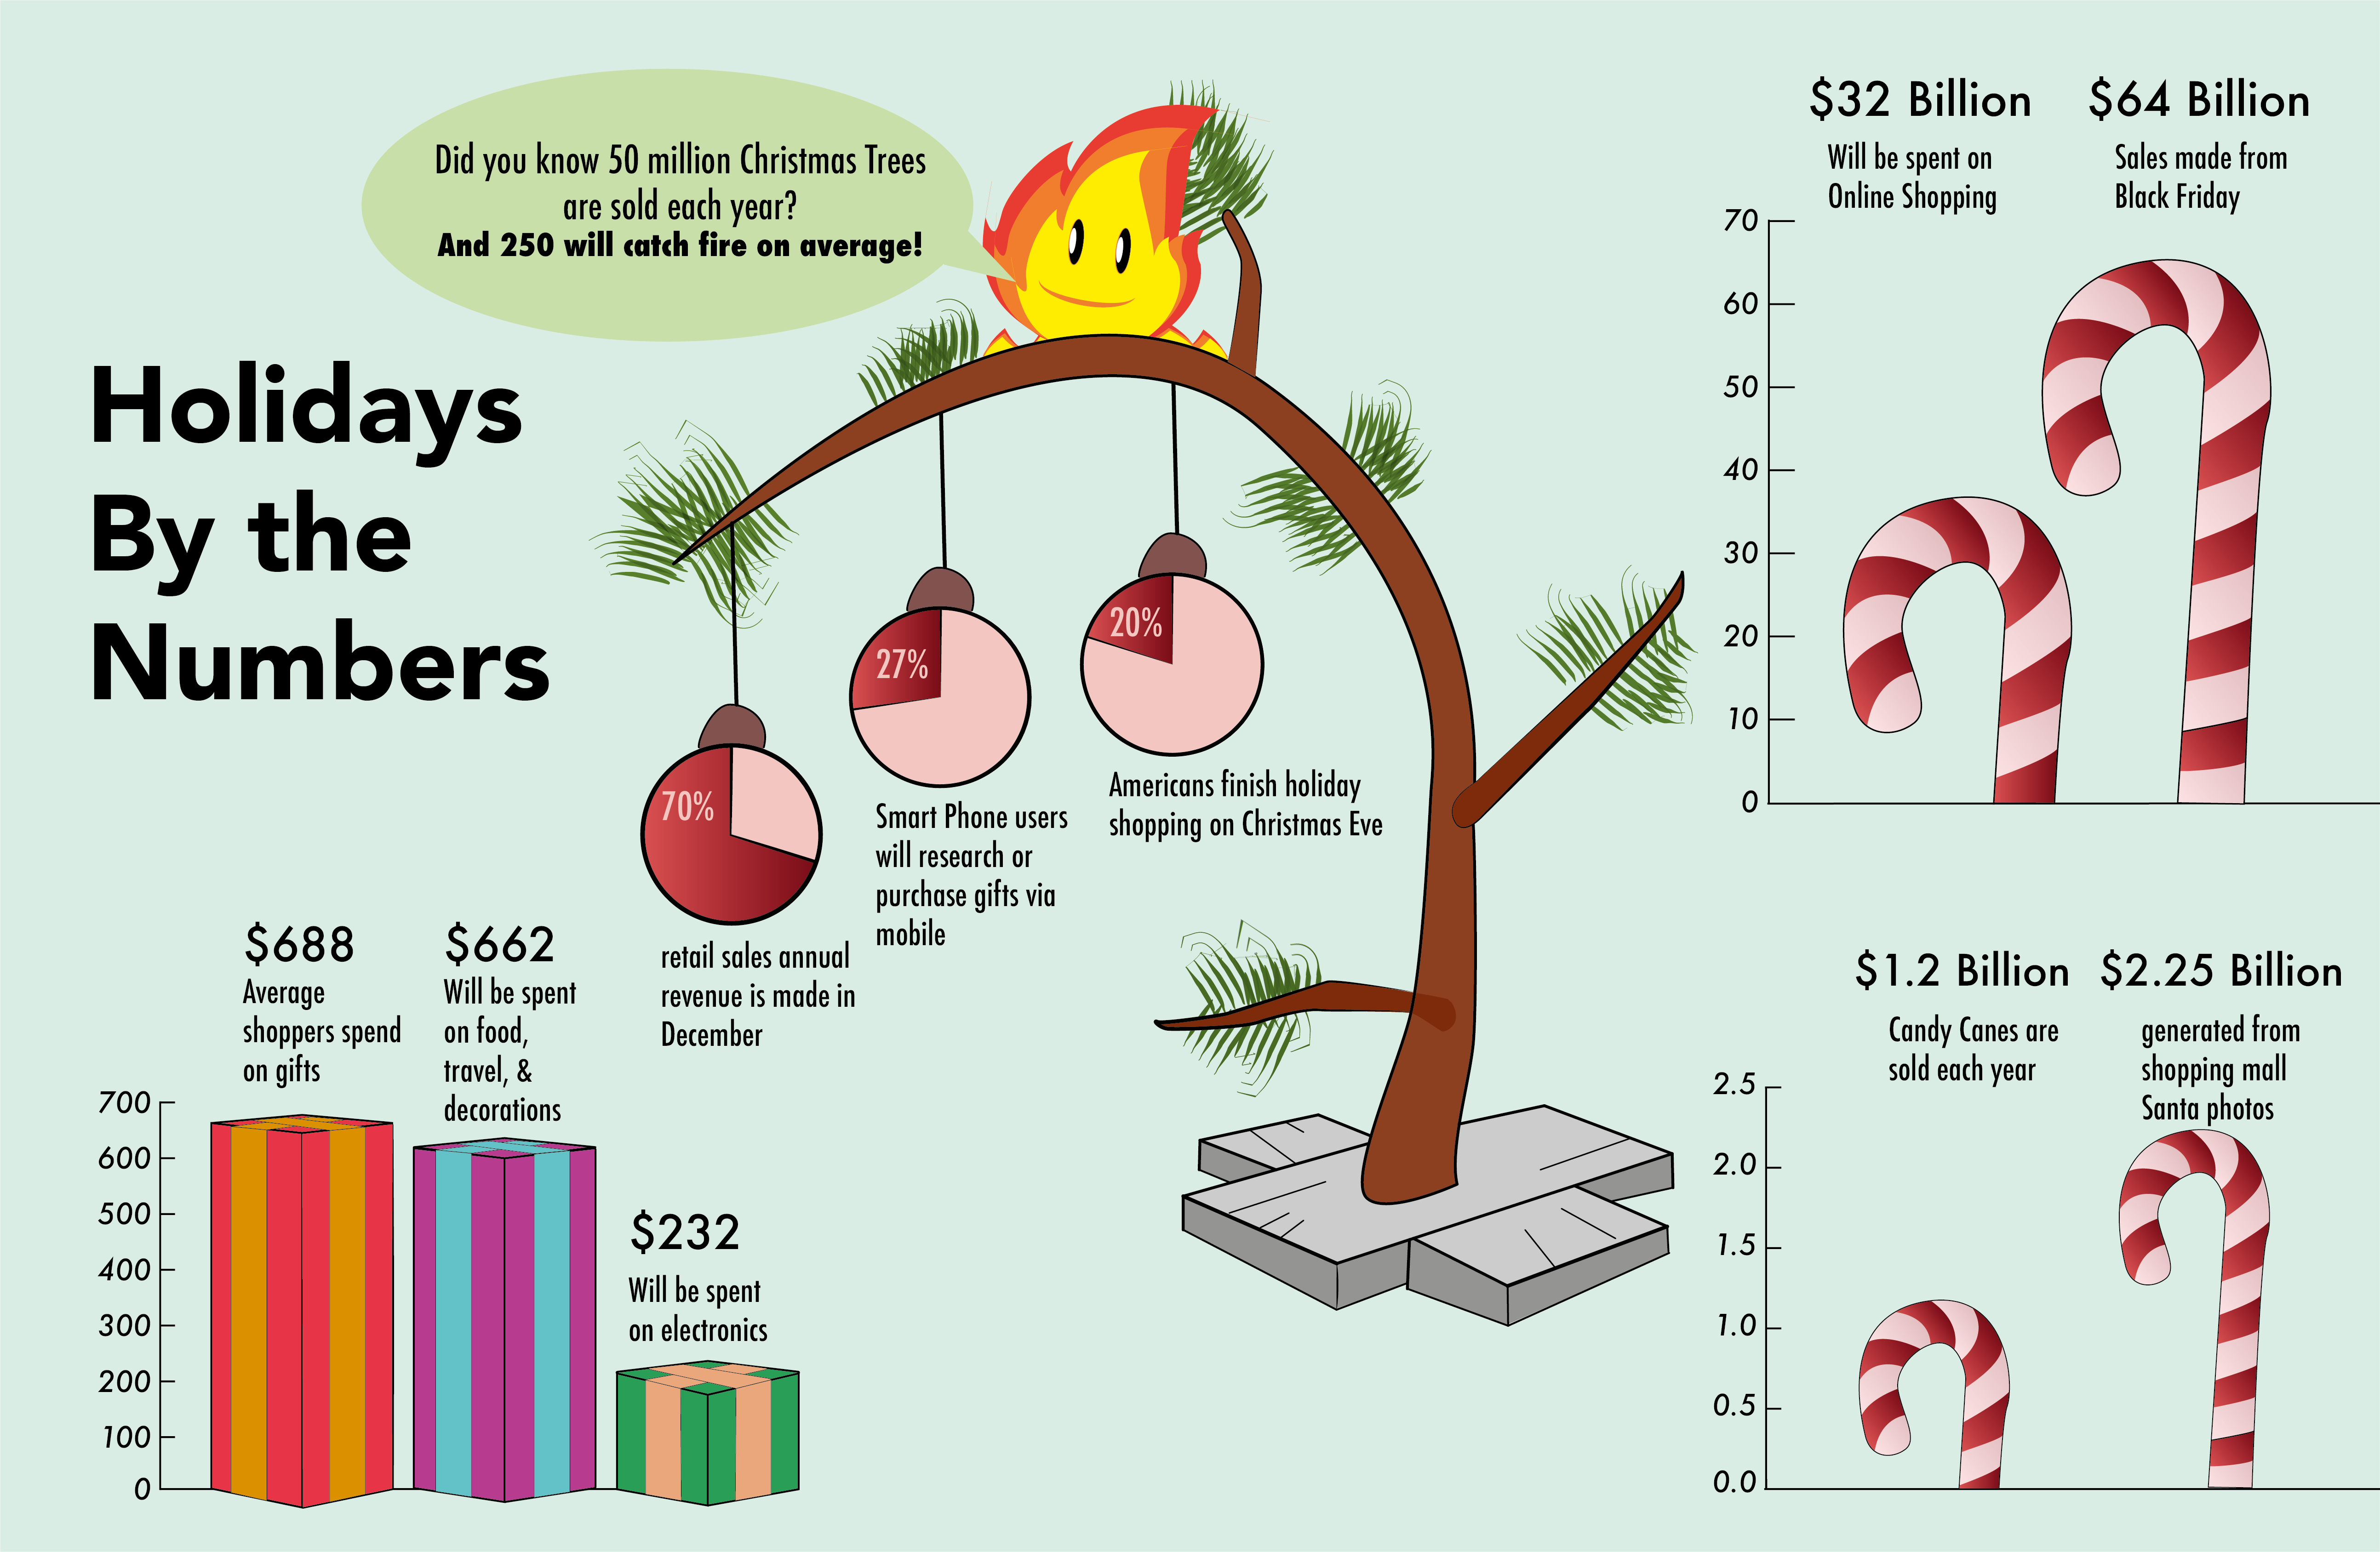 Did you know 50 million Christmas Trees
are sold each year?
And 250 will catch fire on average!
Holidays
By the
Numbers
70%
retail sales annual
revenue is made in
December
27%
Smart Phone users
will research or
purchase gifts via
mobile
20%
Americans finish holiday
shopping on Christmas Eve
$688
Average
shoppers spend
on gifts
$662
Will be spent
on food,
travel, &
decorations
$232
Will be spent
on electronics
700
600
500
400
300
200
100
0
$32 Billion
Will be spent on
Online Shopping
$64 Billion
Sales made from
Black Friday
70
60
50
40
30
20
10
0
$1.2 Billion
Candy Canes are
sold each year
$2.25 Billion
generated from
shopping mall
Santa photos
2.5
2.0
1.5
1.0
0.5
0.0